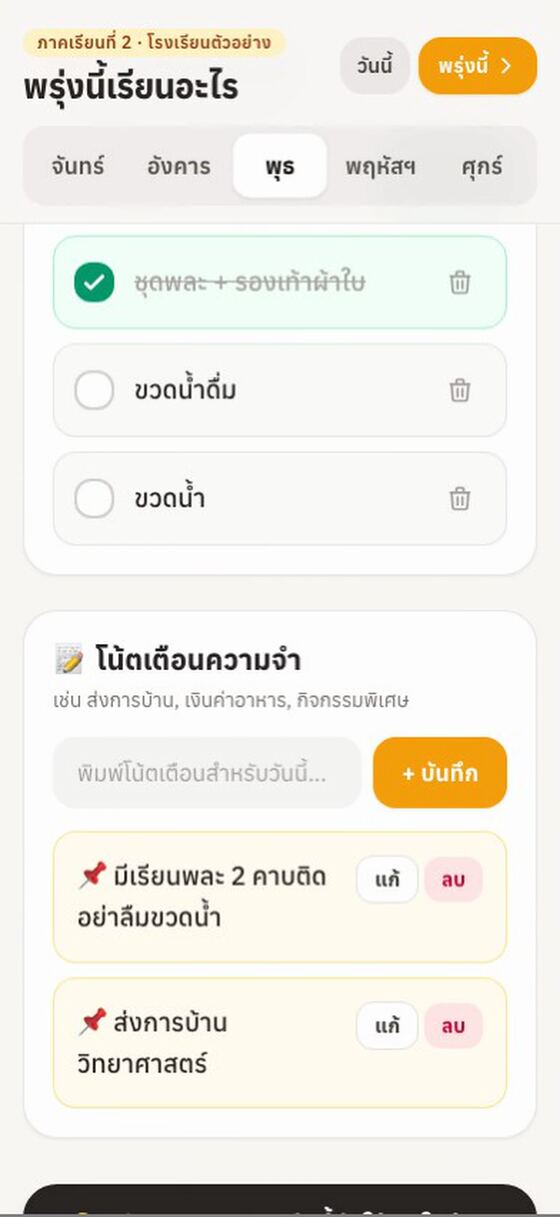 ภาคเรียนที่ 2 · โรงเรียนตัวอย่าง
พรุ่งนี้เรียนอะไร
วันนี้
พรุ่งนี้
จันทร์ อังคาร พุธ พฤหัสฯ ศุกร์
ชุดพละ + รองเท้าผ้าใบ
ขวดน้ำดื่ม
ขวดน้ำ
โน้ตเตือนความจำ
เช่น ส่งการบ้าน, เงินค่าอาหาร, กิจกรรมพิเศษ
พิมพ์โน้ตเตือนสำหรับวันนี้...
+ บันทึก
มีเรียนพละ 2 คาบติด
อย่าลืมขวดน้ำ
แก้
ลบ
ส่งการบ้าน
วิทยาศาสตร์
แก้
ลบ